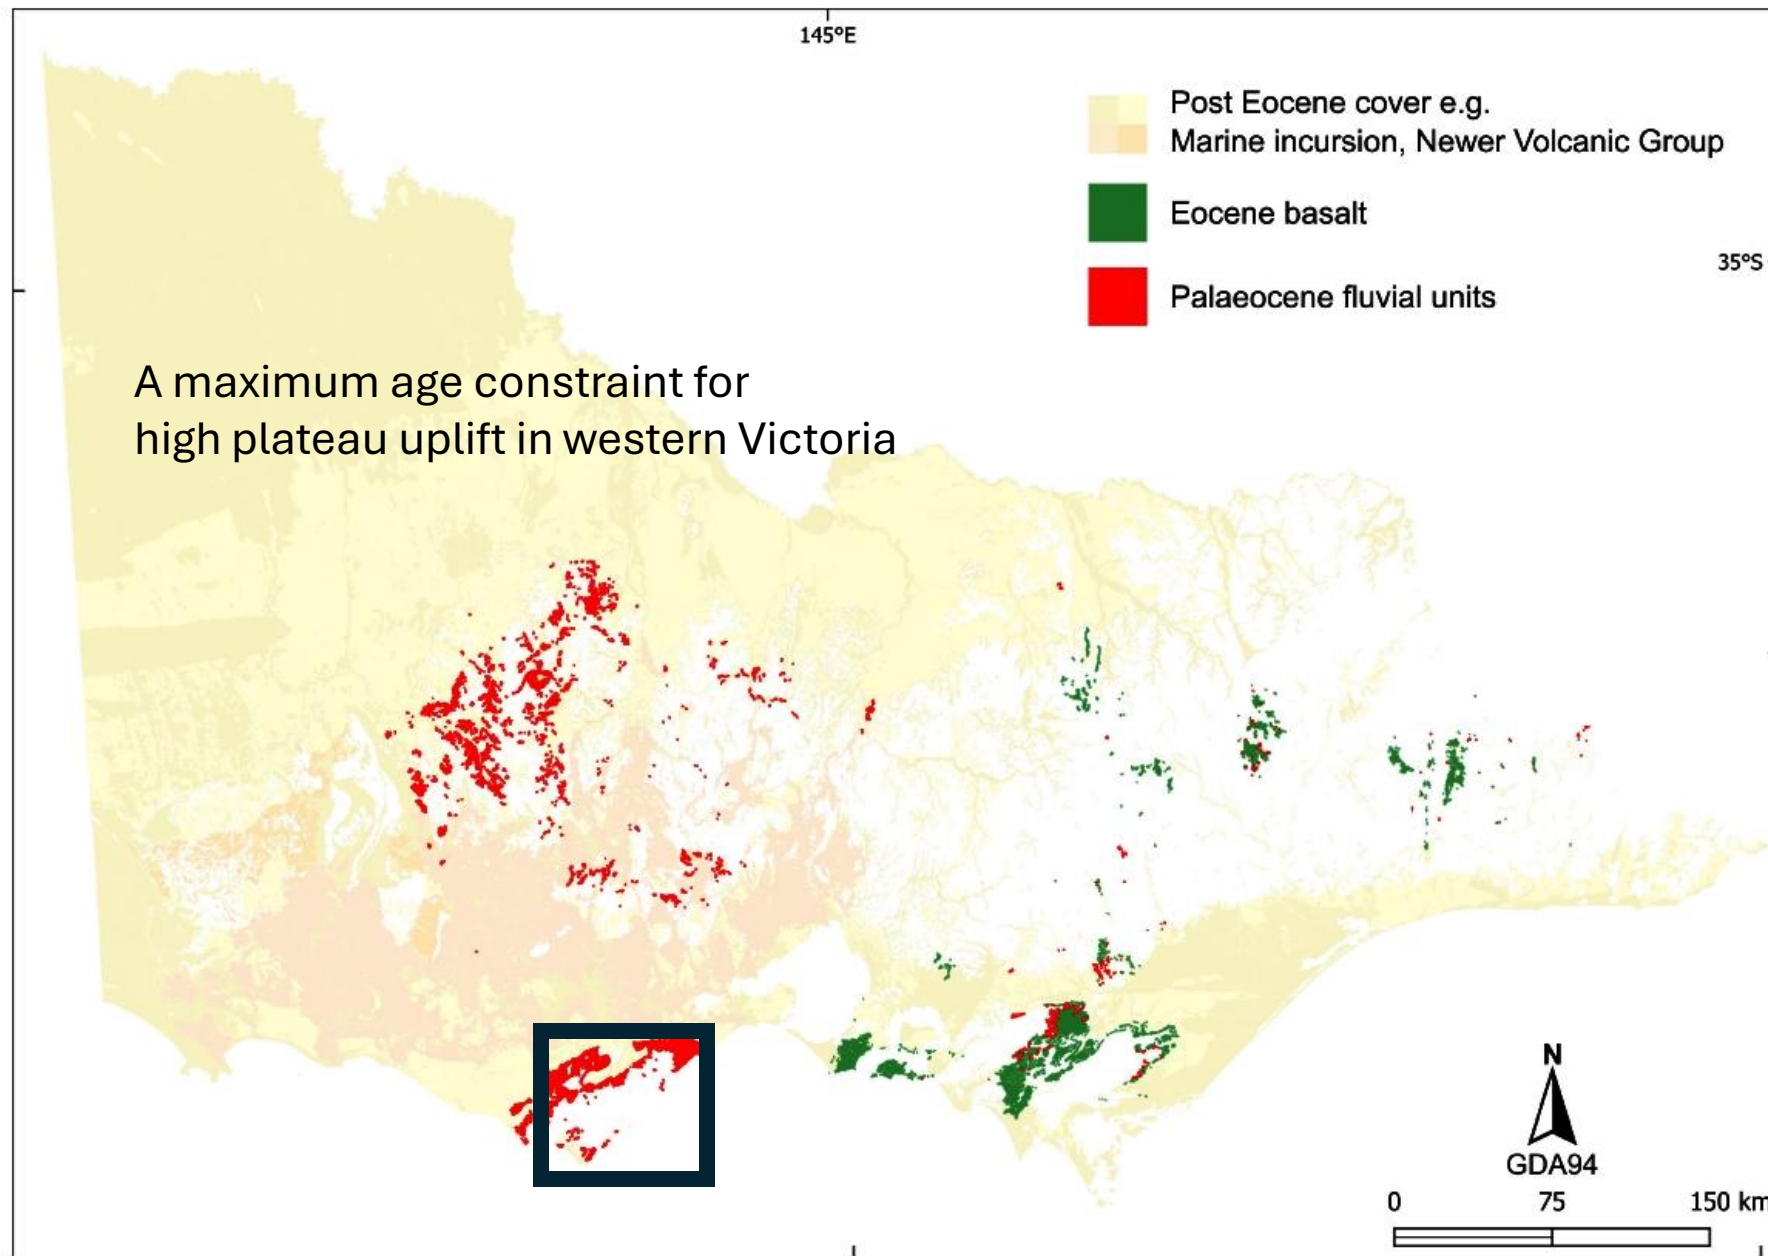 145°E
Post Eocene cover e.g.
Marine incursion, Newer Volcanic Group
Eocene basalt
35°S
Palaeocene fluvial units
A maximum age constraint for
high plateau uplift in western Victoria
N
GDA94
0 75 150 km